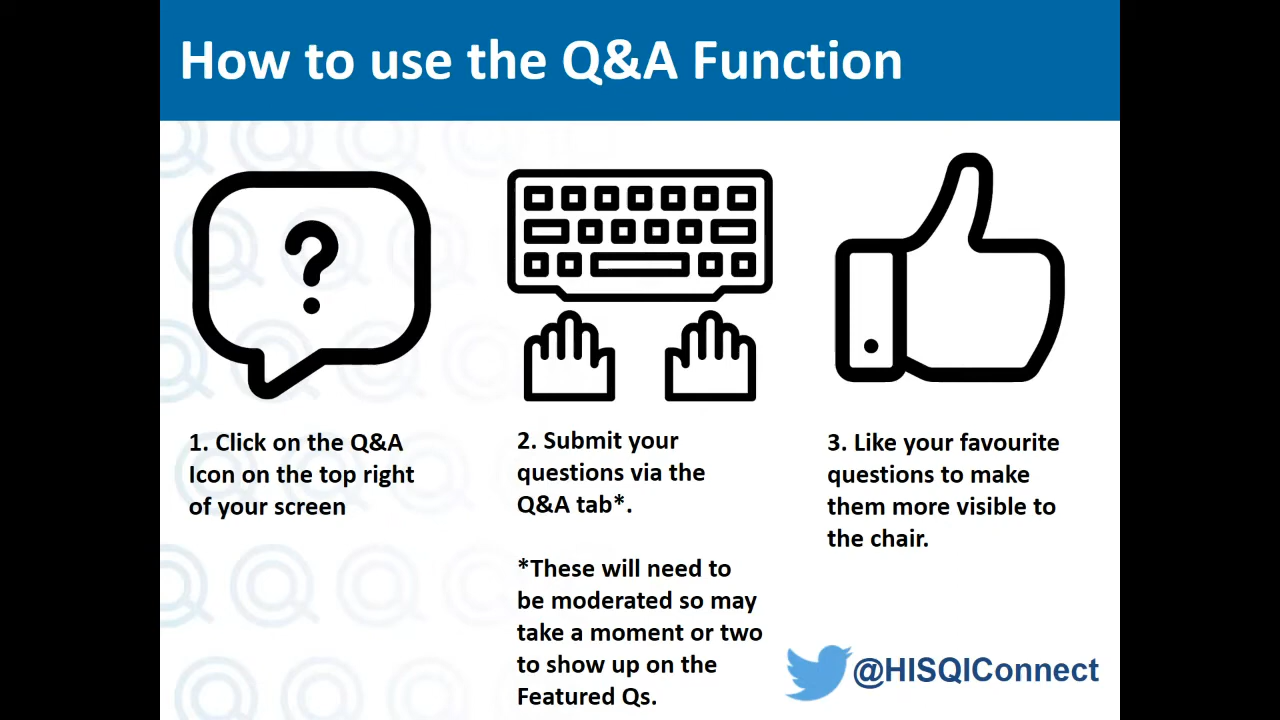 How to use the Q&A Function
?
1. Click on the Q&A
Icon on the top right
of your screen
2. Submit your
questions via the
Q&A tab*.
*These will need to
be moderated so may
take a moment or two
to show up on the
Featured Qs.
3. Like your favourite
questions to make
them more visible to
the chair.
@HISQIConnect